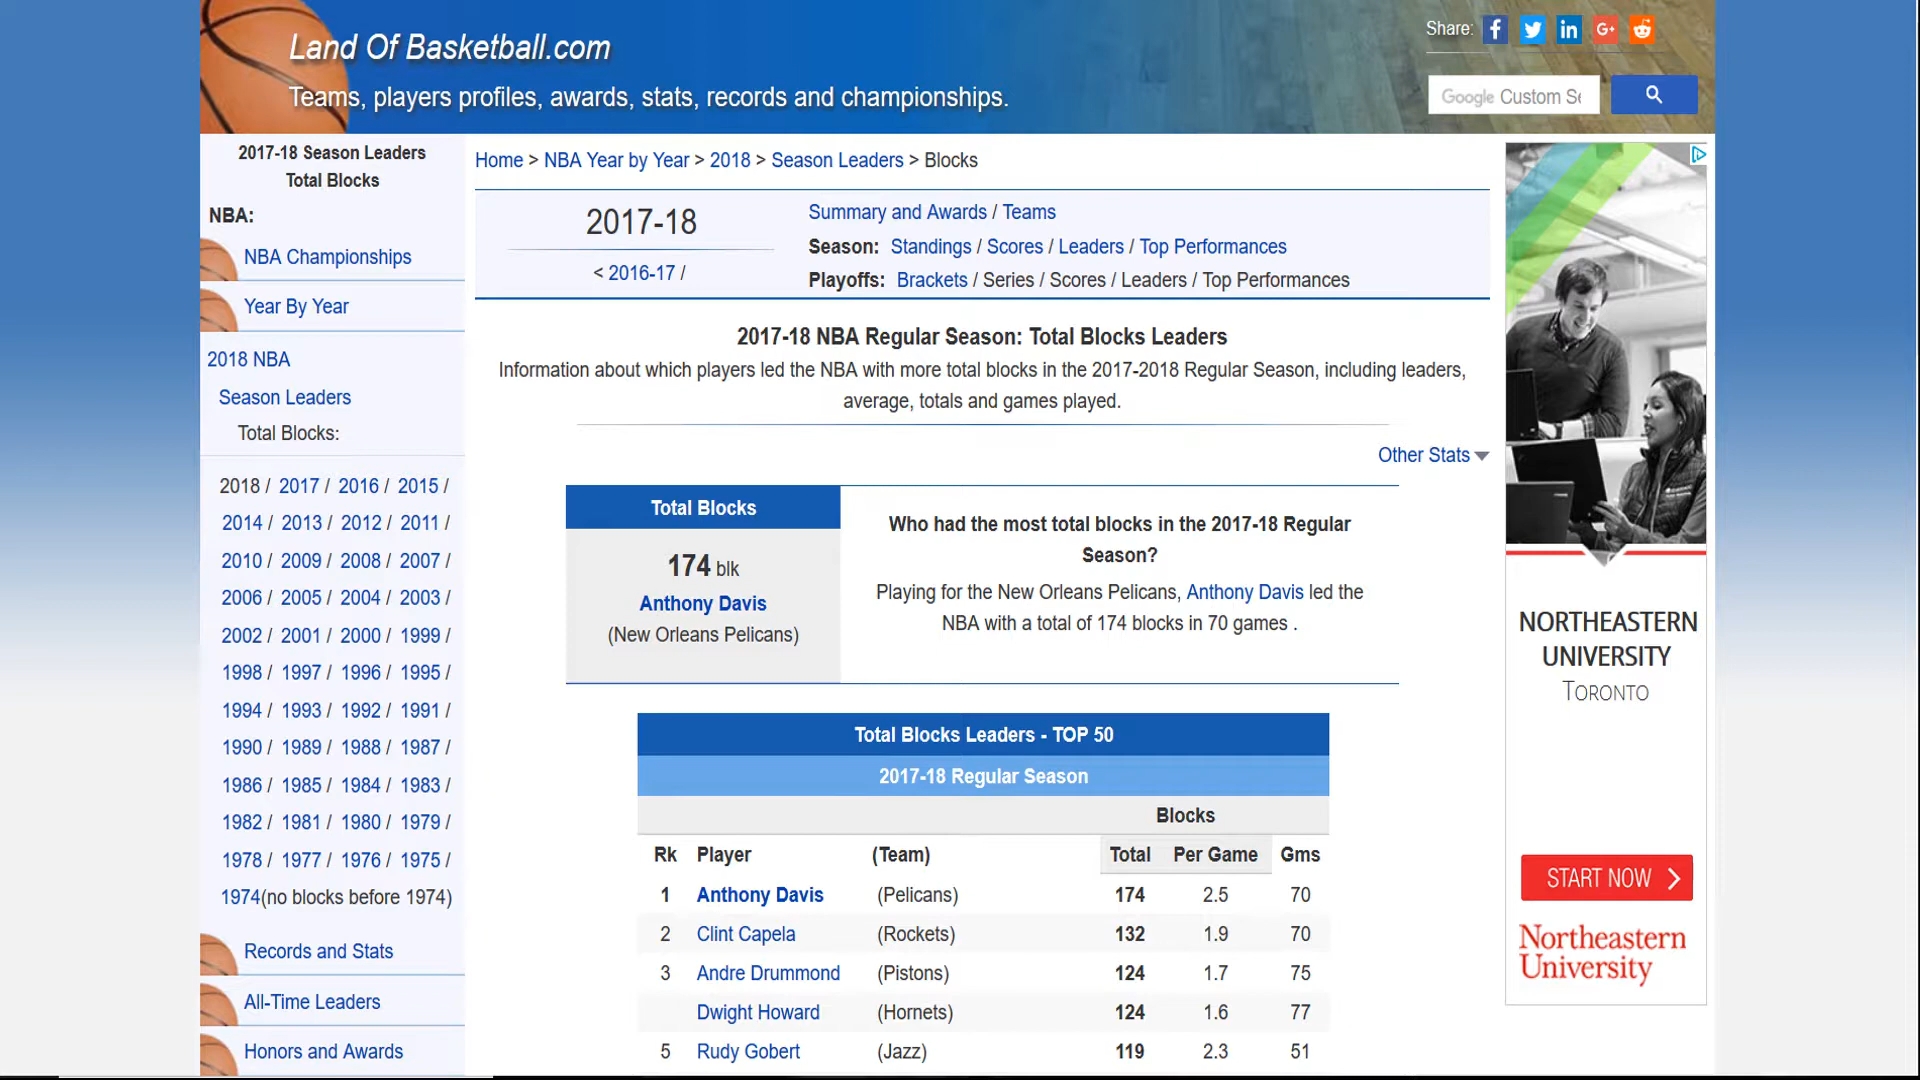 Land Of Basketball.com
Teams, players profiles, awards, stats, records and championships.
Share:
Google Custom Se
2017-18 Season Leaders
Total Blocks
NBA:
NBA Championships
Year By Year
2018 NBA
Season Leaders
Total Blocks:
2018 / 2017 / 2016 / 2015 /
2014 / 2013 / 2012 / 2011 /
2010 / 2009 / 2008 / 2007 /
2006 / 2005 / 2004 / 2003 /
2002 / 2001 / 2000 / 1999 /
1998 / 1997 / 1996 / 1995 /
1994 / 1993 / 1992 / 1991 /
1990 / 1989 / 1988 / 1987 /
1986 / 1985 / 1984 / 1983 /
1982 / 1981 / 1980 / 1979 /
1978 / 1977 / 1976 / 1975 /
1974(no blocks before 1974)
Records and Stats
All-Time Leaders
Honors and Awards
Home > NBA Year by Year > 2018 > Season Leaders > Blocks
2017-18
< 2016-17 /
Summary and Awards / Teams
Season: Standings / Scores / Leaders / Top Performances
Playoffs: Brackets / Series / Scores / Leaders / Top Performances
2017-18 NBA Regular Season: Total Blocks Leaders
Information about which players led the NBA with more total blocks in the 2017-2018 Regular Season, including leaders,
average, totals and games played.
Other Stats
Total Blocks
174 blk
Anthony Davis
(New Orleans Pelicans)
Who had the most total blocks in the 2017-18 Regular
Season?
Playing for the New Orleans Pelicans, Anthony Davis led the
NBA with a total of 174 blocks in 70 games .
Total Blocks Leaders - TOP 50
2017-18 Regular Season
Blocks
Rk Player (Team) Total Per Game Gms
1 Anthony Davis (Pelicans) 174 2.5 70
2 Clint Capela (Rockets) 132 1.9 70
3 Andre Drummond (Pistons) 124 1.7 75
Dwight Howard (Hornets) 124 1.6 77
5 Rudy Gobert (Jazz) 119 2.3 51
NORTHEASTERN
UNIVERSITY
TORONTO
START NOW
Northeastern
University